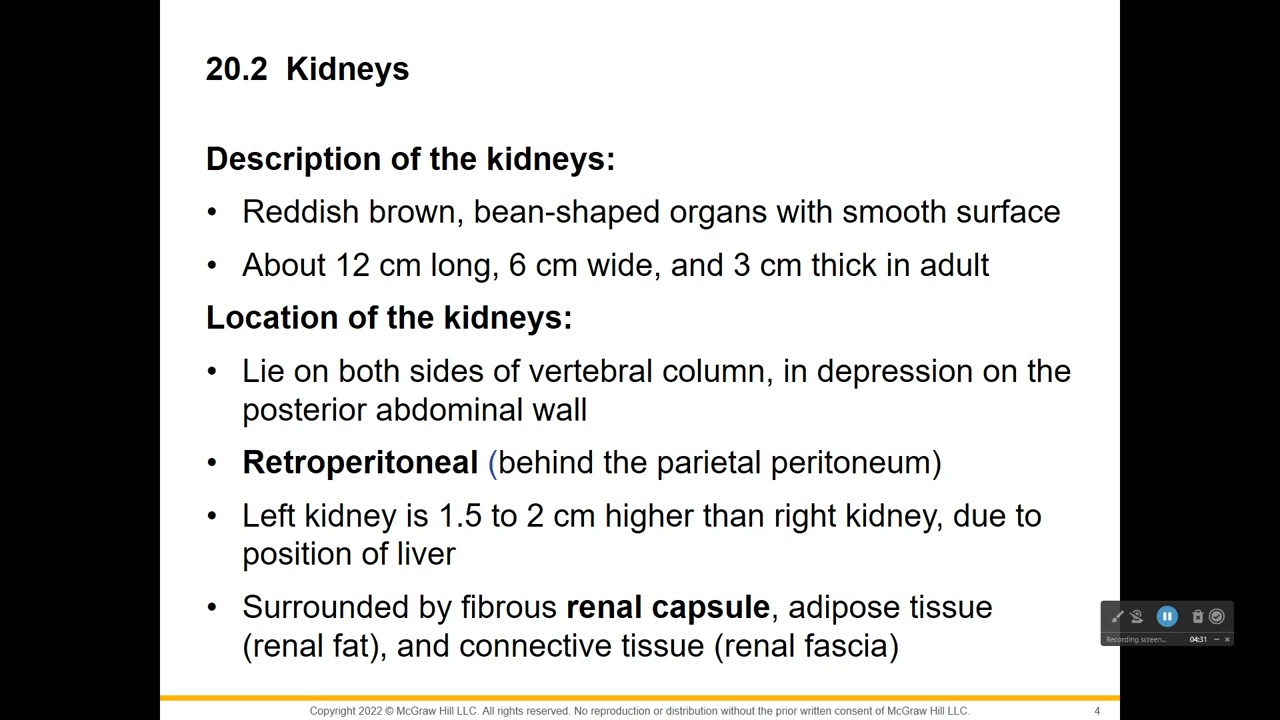 20.2 Kidneys
Description of the kidneys:
• Reddish brown, bean-shaped organs with smooth surface
• About 12 cm long, 6 cm wide, and 3 cm thick in adult
Location of the kidneys:
• Lie on both sides of vertebral column, in depression on the
posterior abdominal wall
• Retroperitoneal (behind the parietal peritoneum)
• Left kidney is 1.5 to 2 cm higher than right kidney, due to
position of liver
• Surrounded by fibrous renal capsule, adipose tissue
(renal fat), and connective tissue (renal fascia)
Recording screen... 04:31
Copyright 2022 © McGraw Hill LLC. All rights reserved. No reproduction or distribution without the prior written consent of McGraw Hill LLC. 4